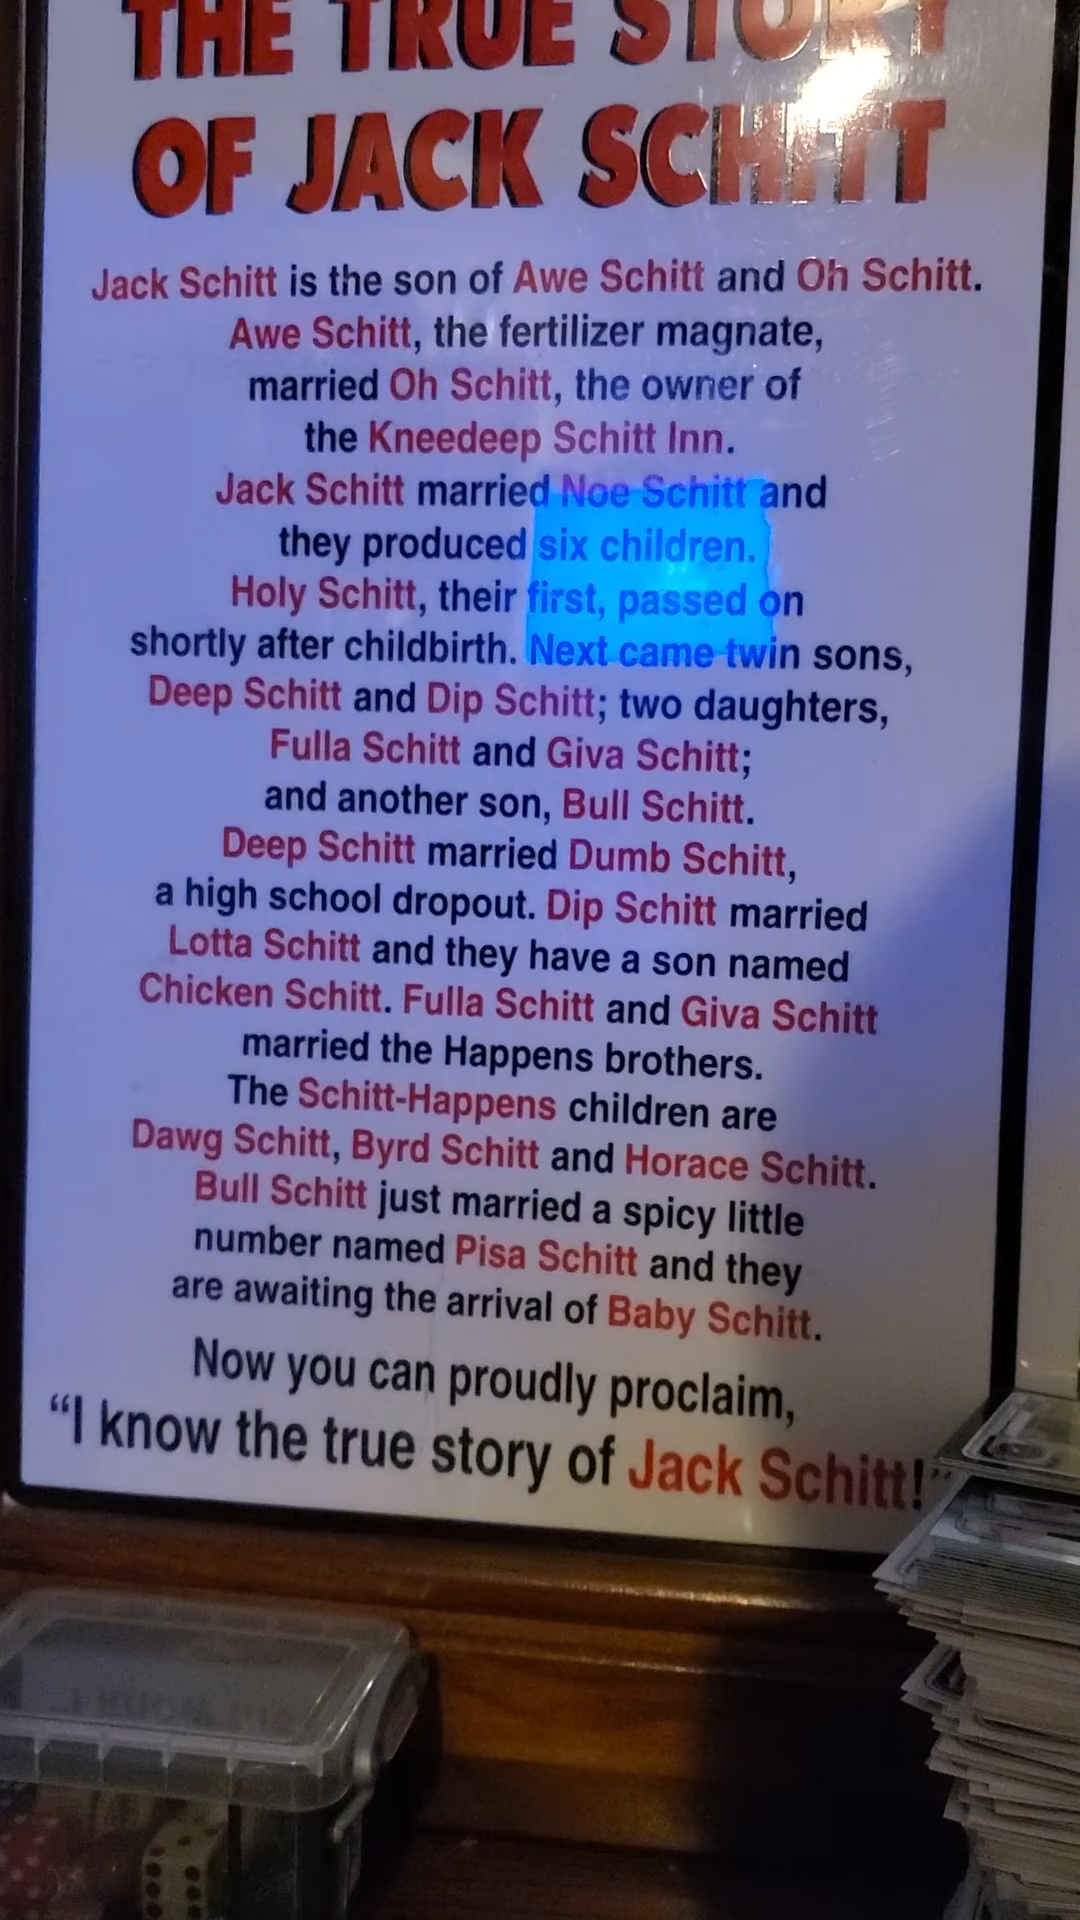 THE TRUE STORY
OF JACK SCHITT
Jack Schitt is the son of Awe Schitt and Oh Schitt.
Awe Schitt, the fertilizer magnate,
married Oh Schitt, the owner of
the Kneedeep Schitt Inn.
Jack Schitt married Noe Schitt and
they produced six children.
Holy Schitt, their first, passed on
shortly after childbirth. Next came twin sons,
Deep Schitt and Dip Schitt; two daughters,
Fulla Schitt and Giva Schitt;
and another son, Bull Schitt.
Deep Schitt married Dumb Schitt,
a high school dropout. Dip Schitt married
Lotta Schitt and they have a son named
Chicken Schitt. Fulla Schitt and Giva Schitt
married the Happens brothers.
The Schitt-Happens children are
Dawg Schitt, Byrd Schitt and Horace Schitt.
Bull Schitt just married a spicy little
number named Pisa Schitt and they
are awaiting the arrival of Baby Schitt.
Now you can proudly proclaim,
“I know the true story of Jack Schitt!”